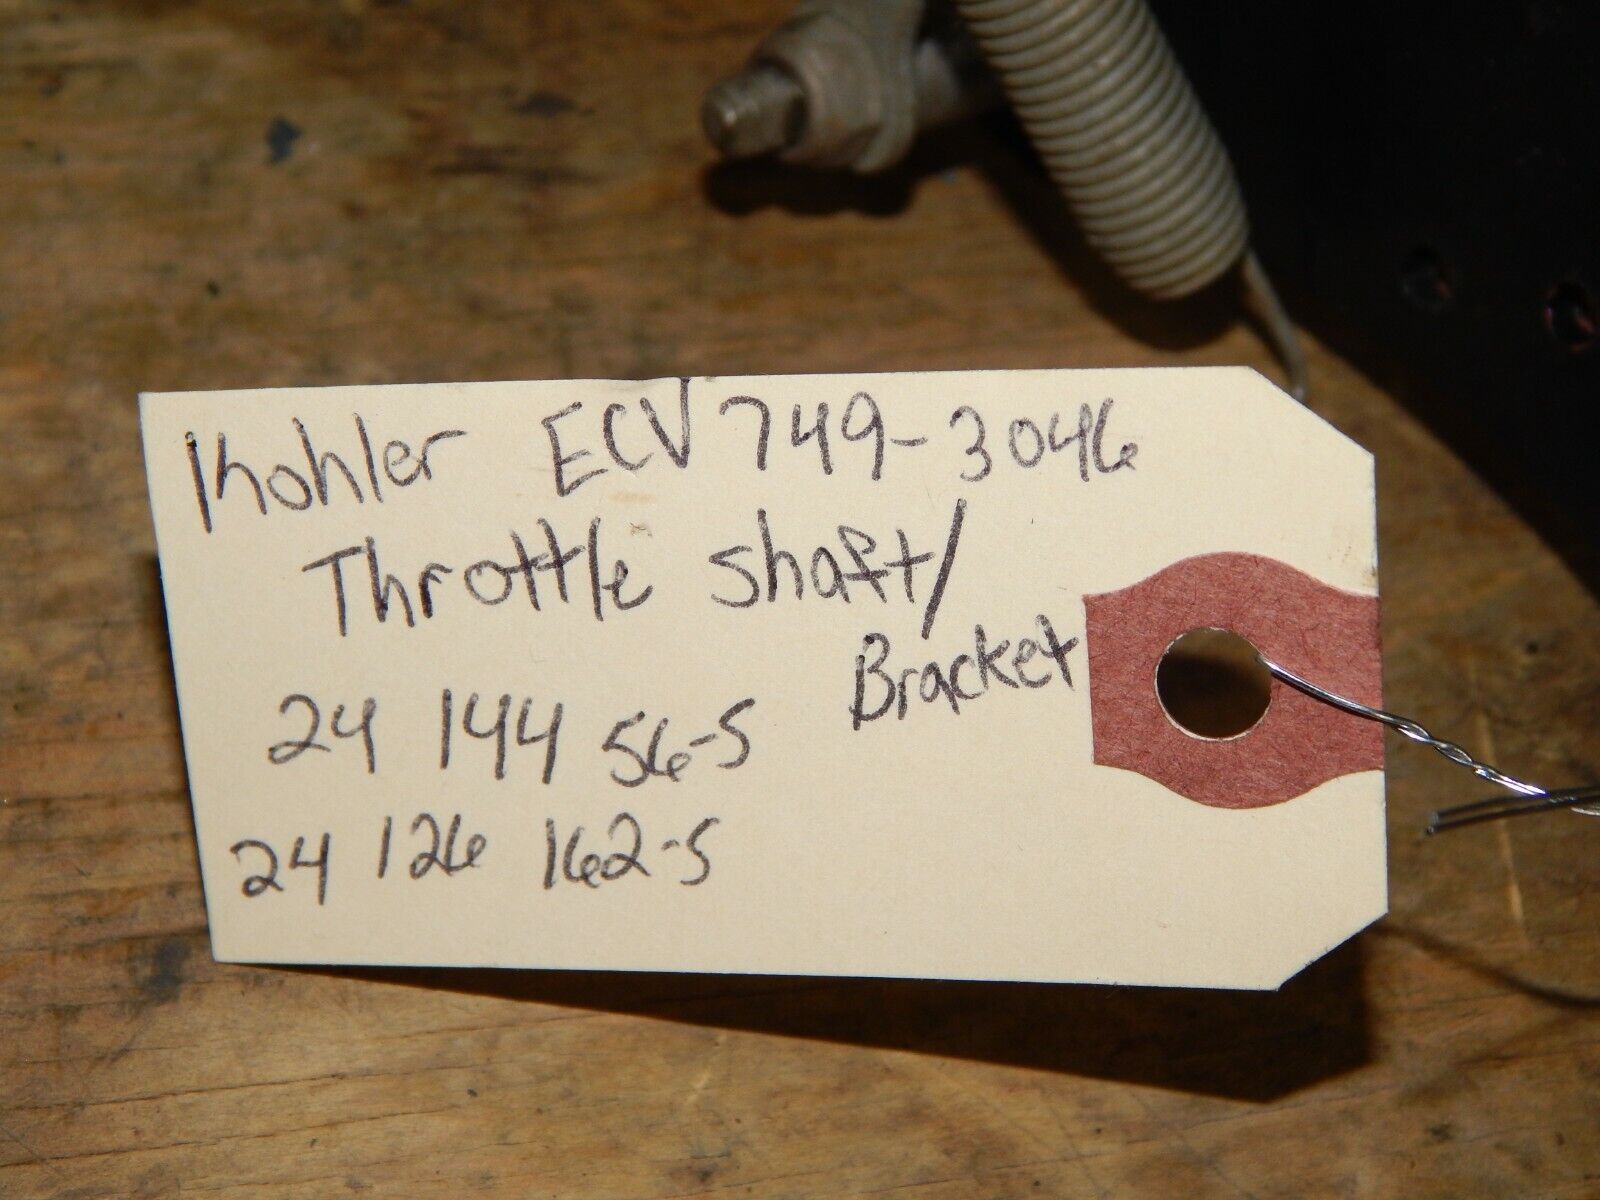 Kohler ECV749-3046
Throttle Shaft/
Bracket
24 144 56-S
24 126 162-S